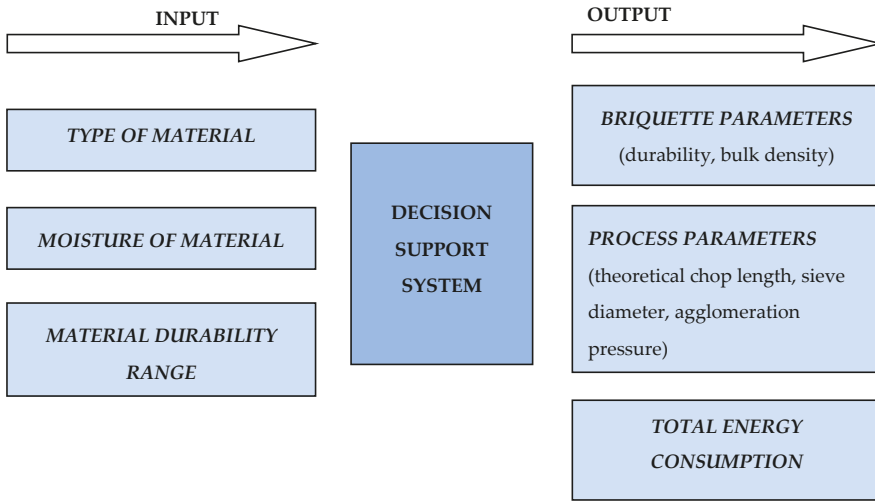 INPUT
OUTPUT
TYPE OF MATERIAL
MOISTURE OF MATERIAL
MATERIAL DURABILITY
RANGE
DECISION
SUPPORT
SYSTEM
BRIQUETTE PARAMETERS
(durability, bulk density)
PROCESS PARAMETERS
(theoretical chop length, sieve
diameter, agglomeration
pressure)
TOTAL ENERGY
CONSUMPTION